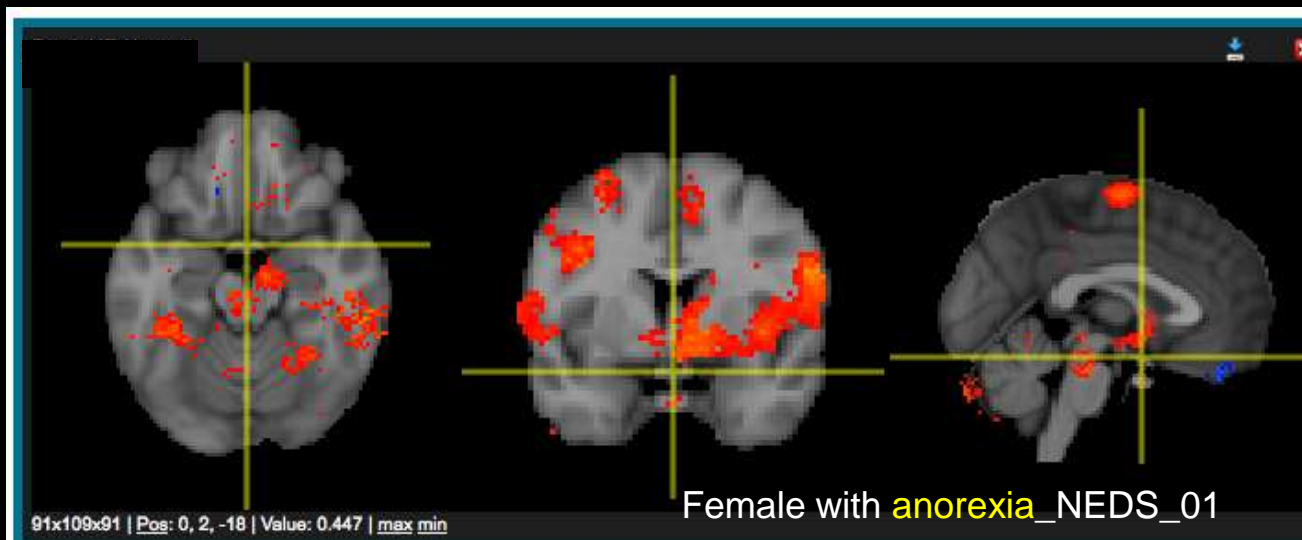 Female with anorexia_NEDS_01
91x109x91 | Pos: 0, 2, -18 | Value: 0.447 | max min